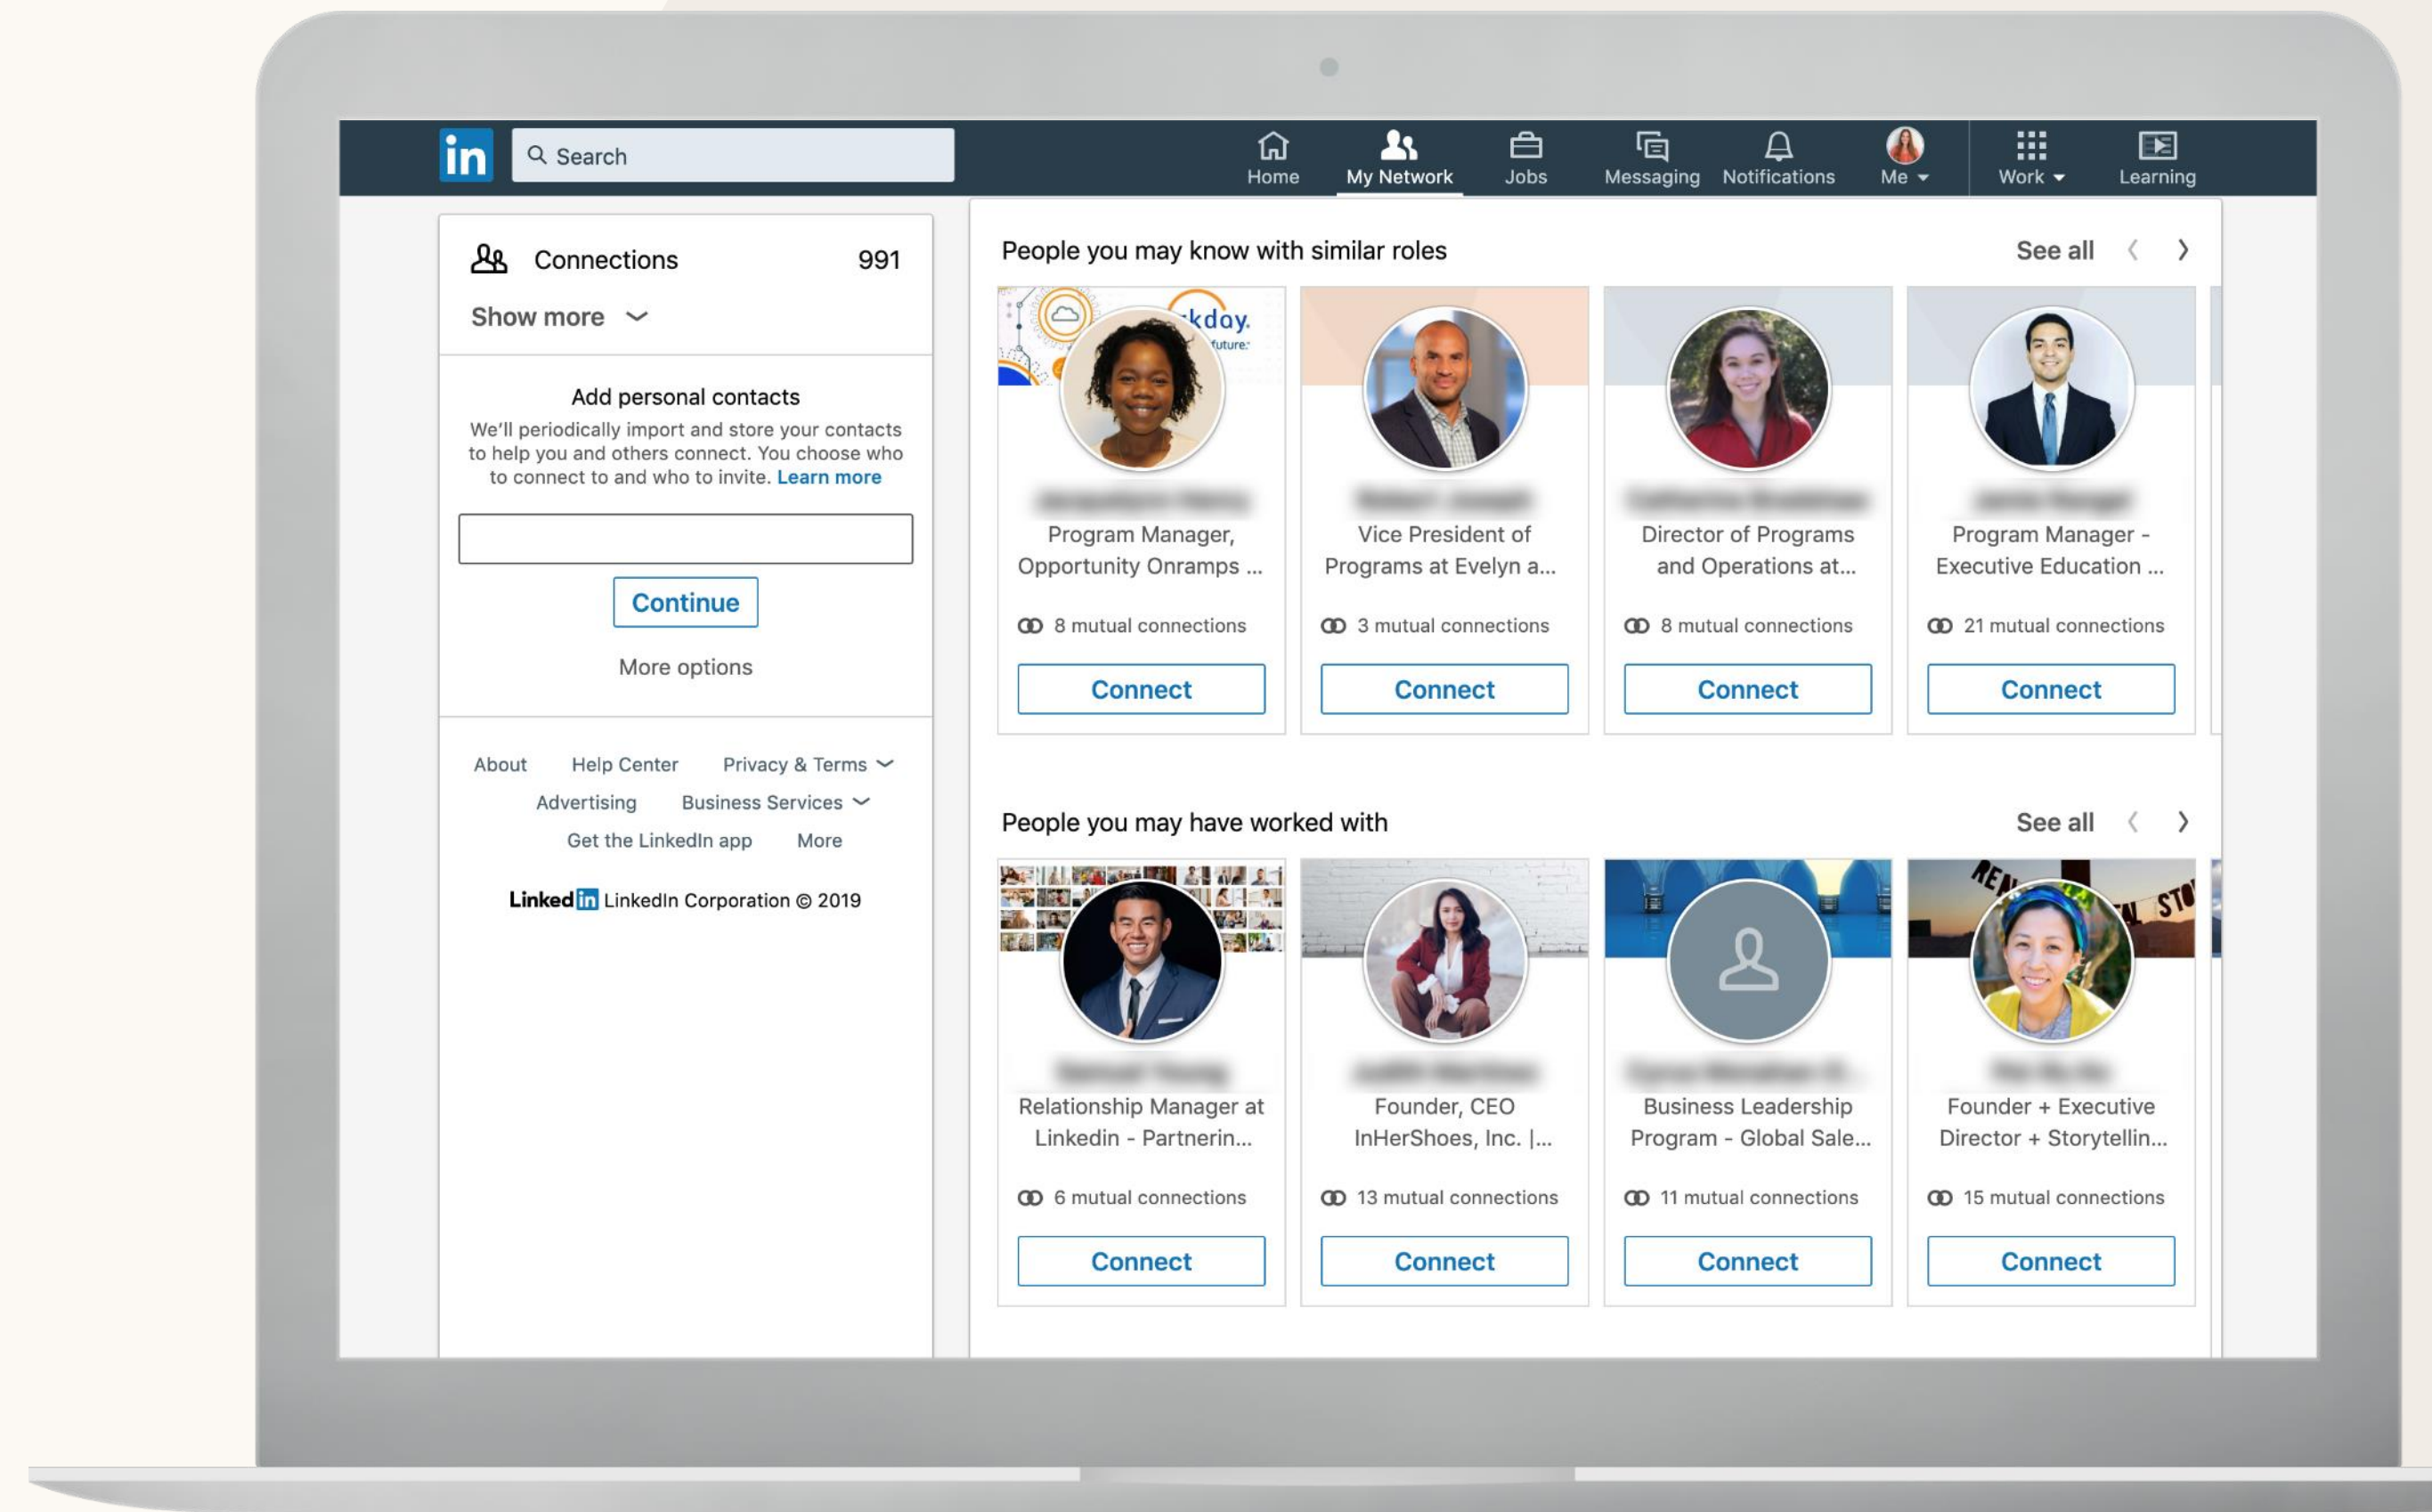 in
Search
Home
My Network
Jobs
Messaging
Notifications
Me
Work
Learning
Connections 991
Show more
Add personal contacts
We'll periodically import and store your contacts
to help you and others connect. You choose who
to connect to and who to invite. Learn more
Continue
More options
About Help Center Privacy & Terms
Advertising Business Services
Get the LinkedIn app More
Linked in LinkedIn Corporation © 2019
People you may know with similar roles
See all
kday.
future.™
Program Manager,
Opportunity Onramps ...
8 mutual connections
Connect
Vice President of
Programs at Evelyn a...
3 mutual connections
Connect
Director of Programs
and Operations at...
8 mutual connections
Connect
Program Manager -
Executive Education ...
21 mutual connections
Connect
People you may have worked with
See all
Relationship Manager at
Linkedin - Partnerin...
6 mutual connections
Connect
Founder, CEO
InHerShoes, Inc. |...
13 mutual connections
Connect
Business Leadership
Program - Global Sale...
11 mutual connections
Connect
Founder + Executive
Director + Storytellin...
15 mutual connections
Connect